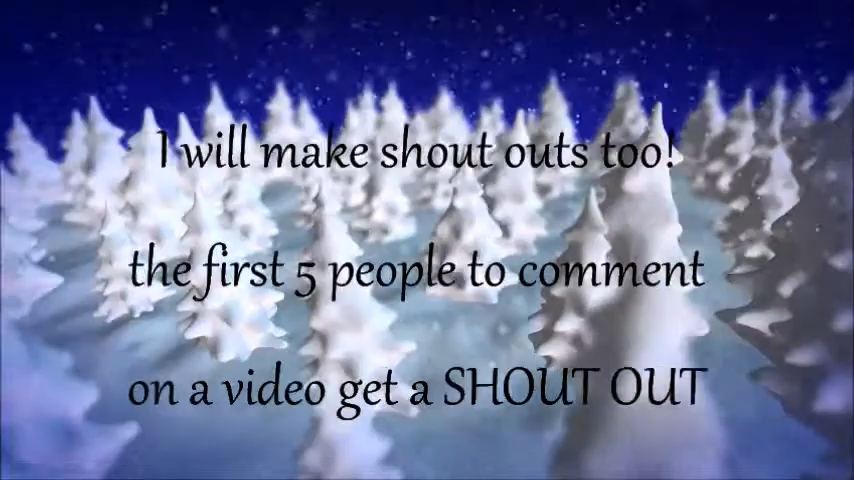 I will make shout outs too!
the first 5 people to comment
on a video get a SHOUT OUT